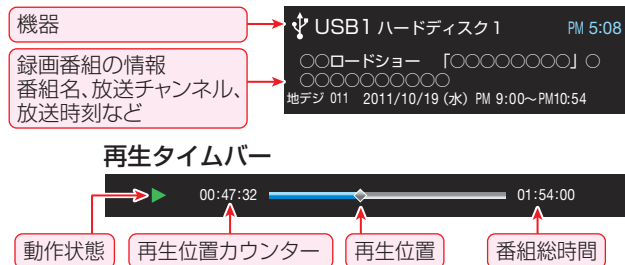 機器
USB1 ハードディスク1 PM 5:08
録画番組の情報
番組名、放送チャンネル、
放送時刻など
○○ロードショー 「○○○○○○○○」○
○○○○○○○○○○
地デジ 011 2011/10/19 (水) PM 9:00～PM10:54
再生タイムバー
00:47:32 01:54:00
動作状態 再生位置カウンター 再生位置 番組総時間